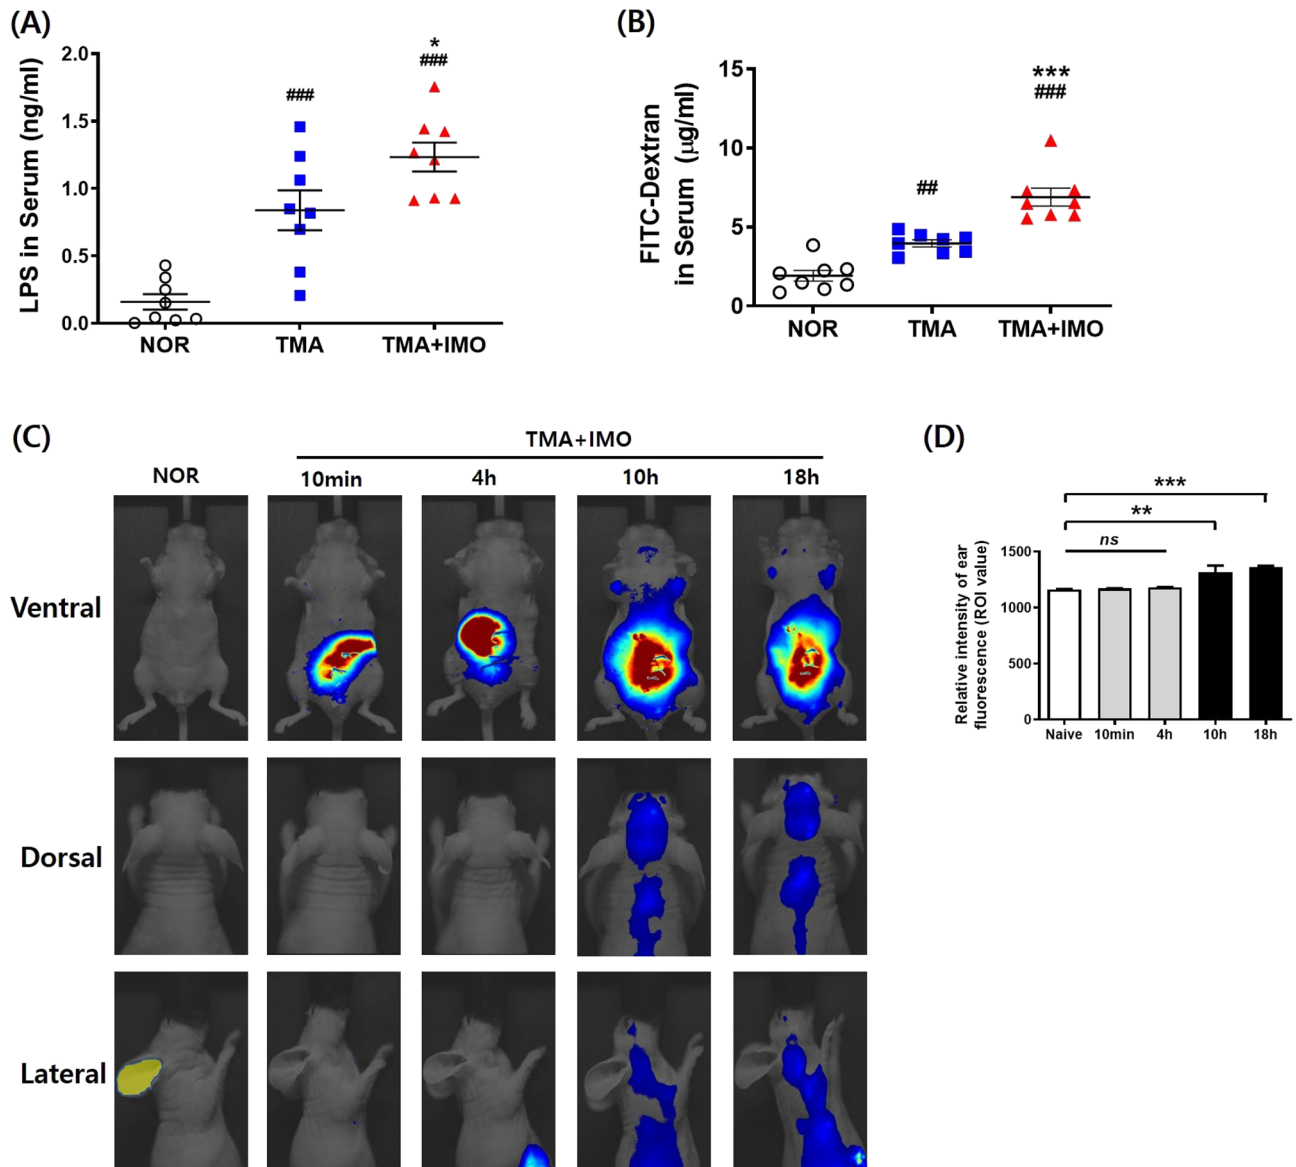 (A)
LPS in Serum (ng/ml)
2.0
1.5
1.0
0.5
0.0
###
*
###
NOR
TMA
TMA+IMO
(B)
FITC-Dextran
in Serum (μg/ml)
15
10
5
0
##
***
###
NOR
TMA
TMA+IMO
(C)
TMA+IMO
NOR
10min
4h
10h
18h
Ventral
Dorsal
Lateral
(D)
Relative intensity of ear
fluorescence (ROI value)
***
**
ns
1500
1000
500
0
Naive
10min
4h
10h
18h